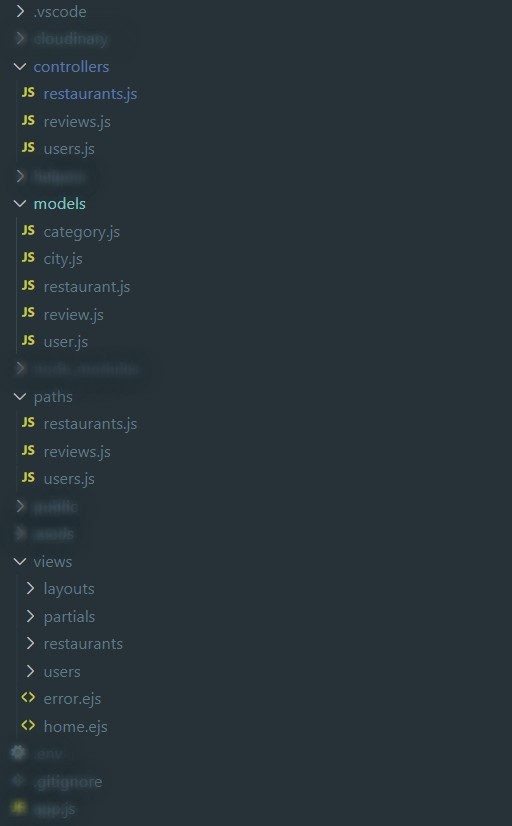 .vscode
cloudinary
controllers
JS restaurants.js
JS reviews.js
JS users.js
models
JS category.js
JS city.js
JS restaurant.js
JS review.js
JS user.js
node_modules
paths
JS restaurants.js
JS reviews.js
JS users.js
public
views
layouts
partials
restaurants
users
<> error.ejs
<> home.ejs
.env
.gitignore
app.js